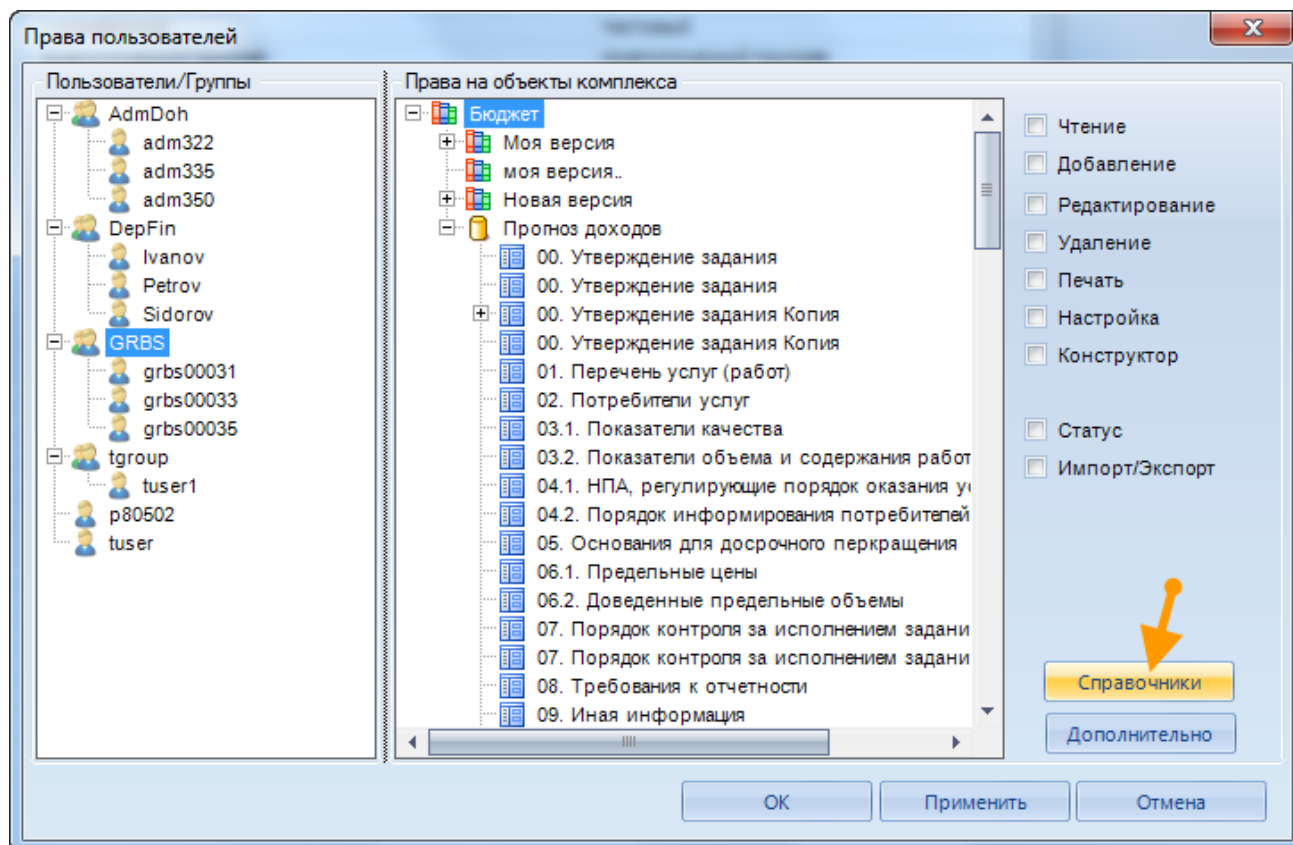 Права пользователей
Пользователи/Группы
AdmDoh
adm322
adm335
adm350
DepFin
Ivanov
Petrov
Sidorov
GRBS
grbs00031
grbs00033
grbs00035
tgroup
tuser1
p80502
tuser
Права на объекты комплекса
Бюджет
Моя версия
моя версия..
Новая версия
Прогноз доходов
00. Утверждение задания
00. Утверждение задания
00. Утверждение задания Копия
00. Утверждение задания Копия
01. Перечень услуг (работ)
02. Потребители услуг
03.1. Показатели качества
03.2. Показатели объема и содержания работ
04.1. НПА, регулирующие порядок оказания
04.2. Порядок информирования потребителей
05. Основания для досрочного перкращения
06.1. Предельные цены
06.2. Доведенные предельные объемы
07. Порядок контроля за исполнением задани
07. Порядок контроля за исполнением задани
08. Требования к отчетности
09. Иная информация
Чтение
Добавление
Редактирование
Удаление
Печать
Настройка
Конструктор
Статус
Импорт/Экспорт
Справочники
Дополнительно
ОК
Применить
Отмена